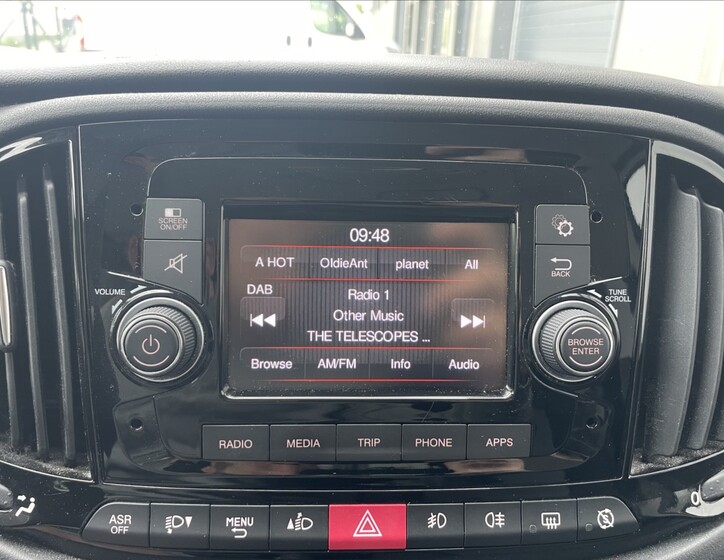 09:48
SCREEN
ON/OFF
A HOT OldieAnt planet All
DAB
Radio 1
BACK
VOLUME
TUNE
SCROLL
Other Music
THE TELESCOPES ...
BROWSE
ENTER
Browse AM/FM Info Audio
RADIO MEDIA TRIP PHONE APPS
ASR
OFF
MENU